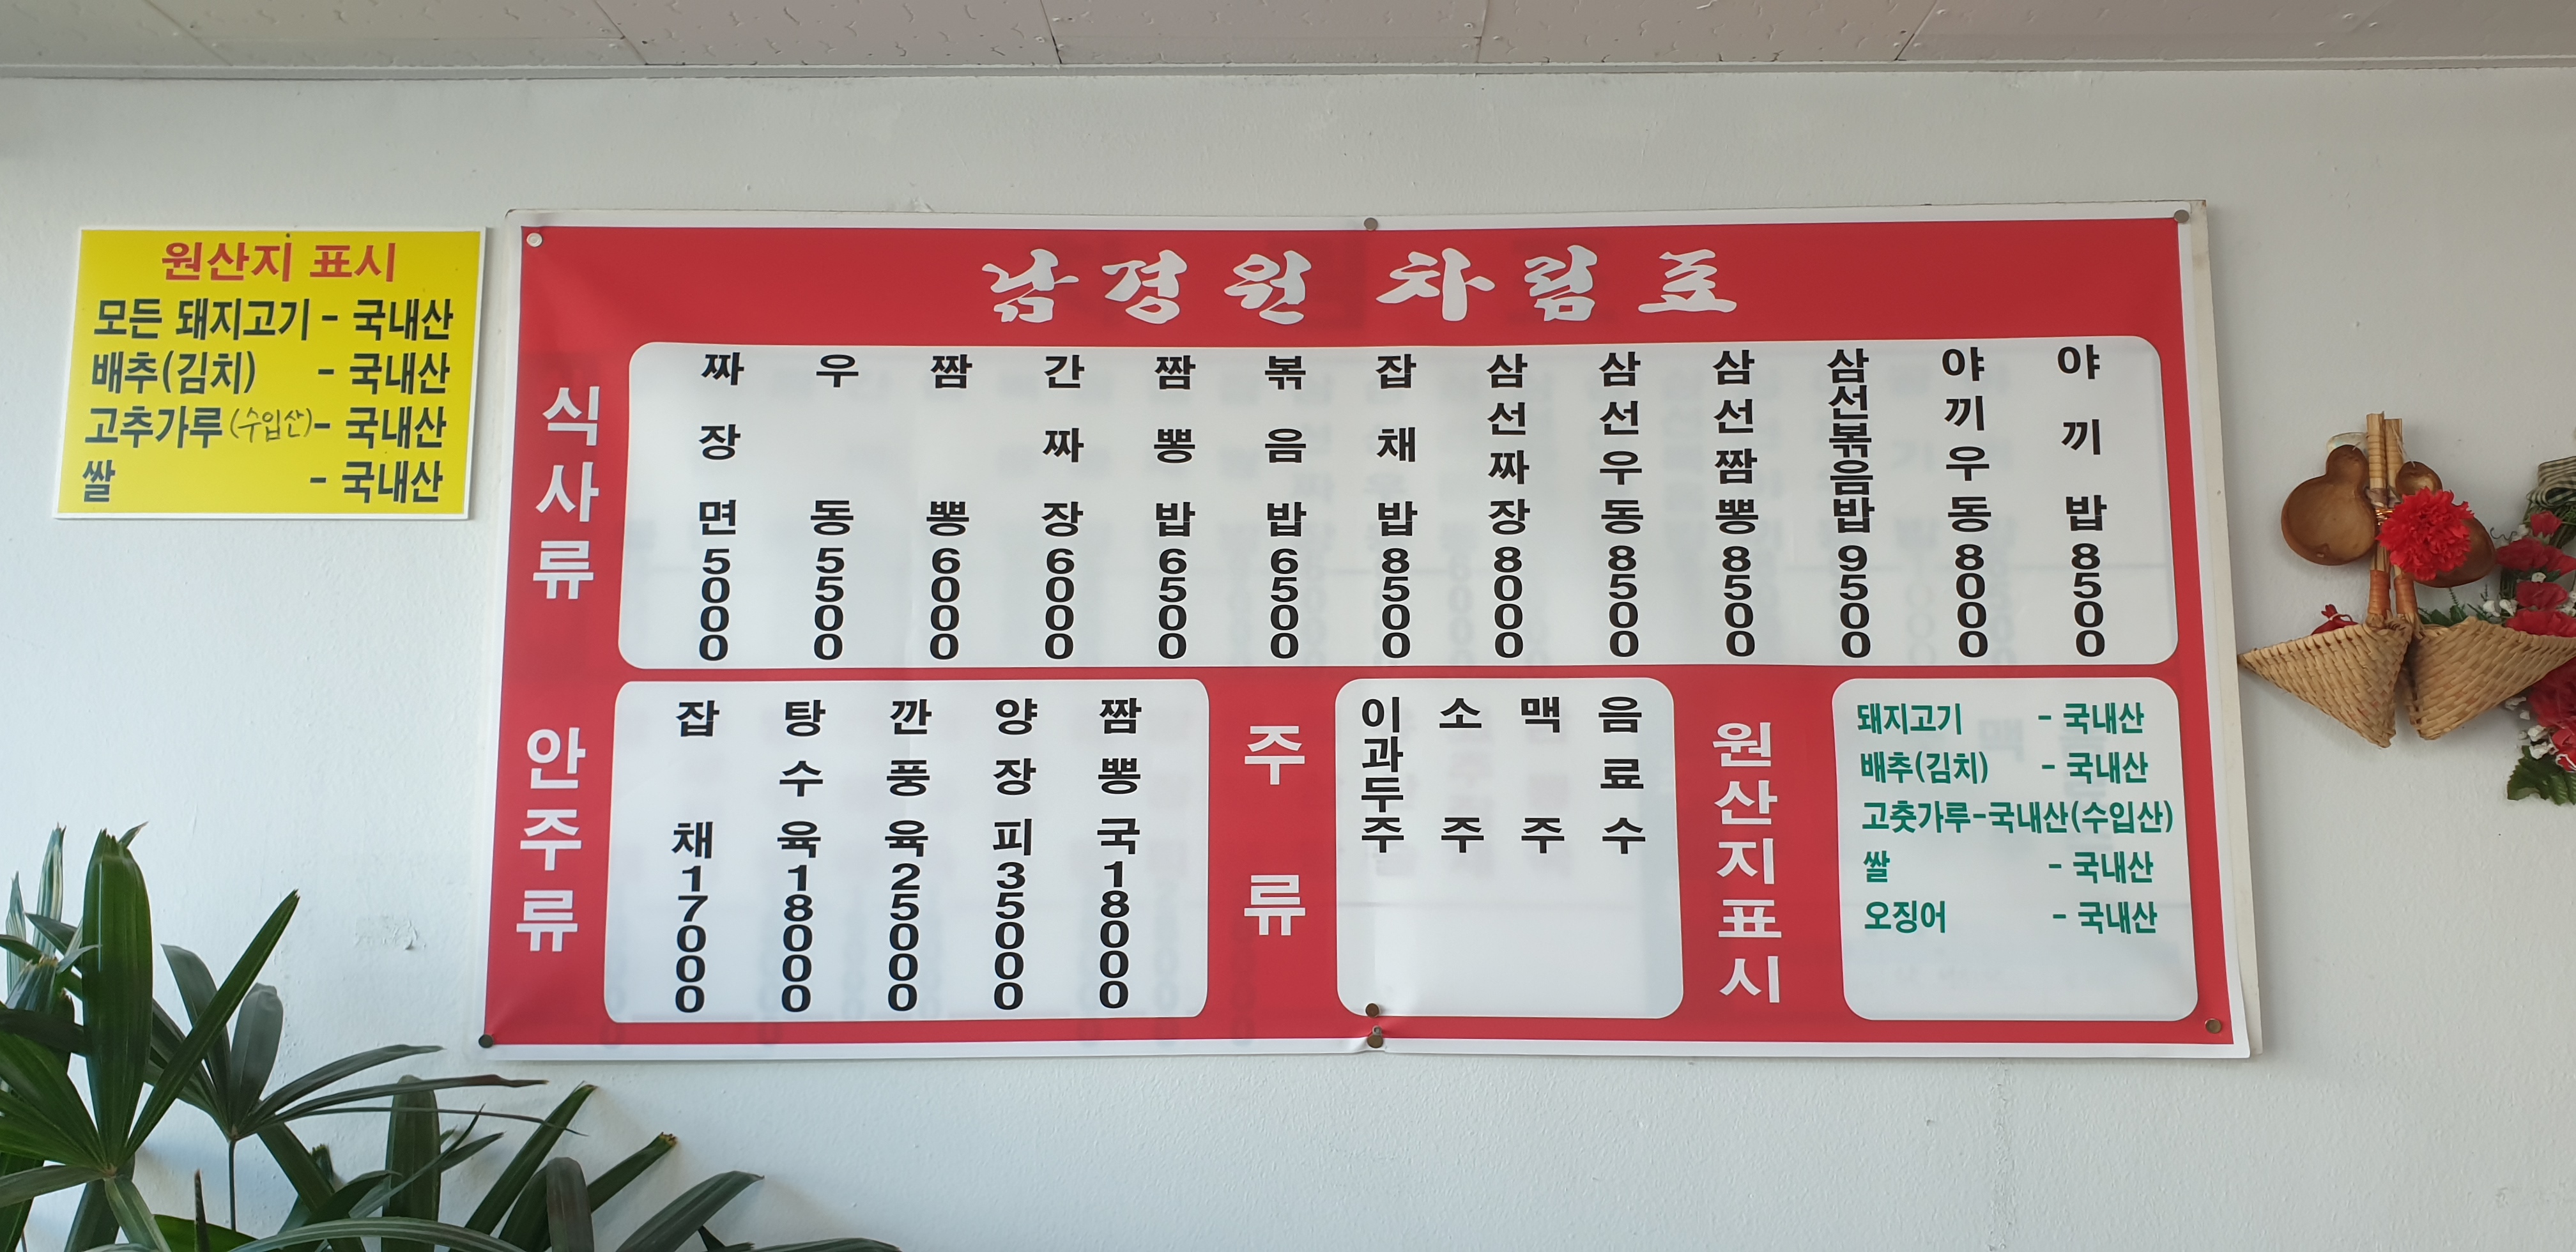 원산지 표시
모든 돼지고기 - 국내산
배추(김치) - 국내산
고추가루 (수입산) - 국내산
쌀 - 국내산
남경원 차림표
식사류
짜장면 5000
우동 5500
짬뽕 6000
간짜장 6000
짬뽕밥 6500
볶음밥 6500
잡채밥 8500
삼선짜장 8000
삼선우동 8500
삼선짬뽕 8500
삼선볶음밥 9500
야끼우동 8000
야끼밥 8500
안주류
잡채 17000
탕수육 18000
깐풍육 25000
양장피 35000
짬뽕국 18000
주류
이과두주
소주
맥주
음료수
원산지표시
돼지고기 - 국내산
배추(김치) - 국내산
고춧가루-국내산(수입산)
쌀 - 국내산
오징어 - 국내산